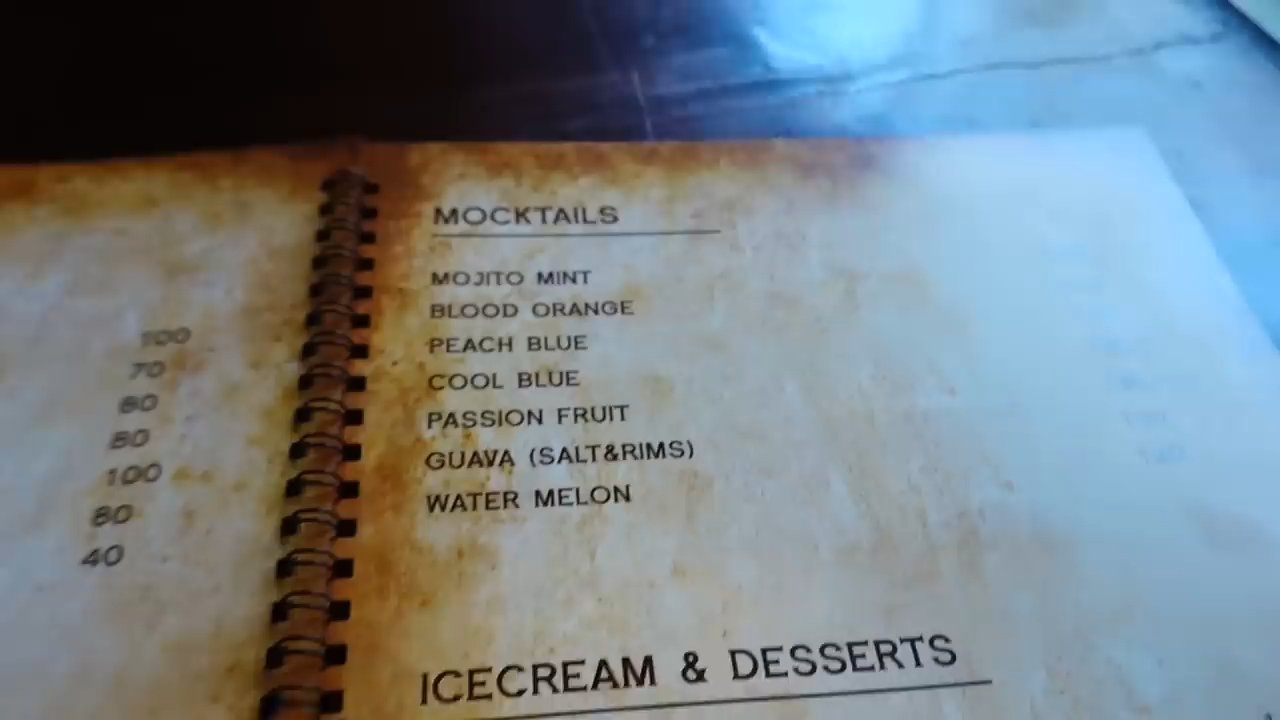 100
70
80
80
100
80
40
MOCKTAILS
MOJITO MINT
BLOOD ORANGE
PEACH BLUE
COOL BLUE
PASSION FRUIT
GUAVA (SALT&RIMS)
WATER MELON
ICECREAM & DESSERTS